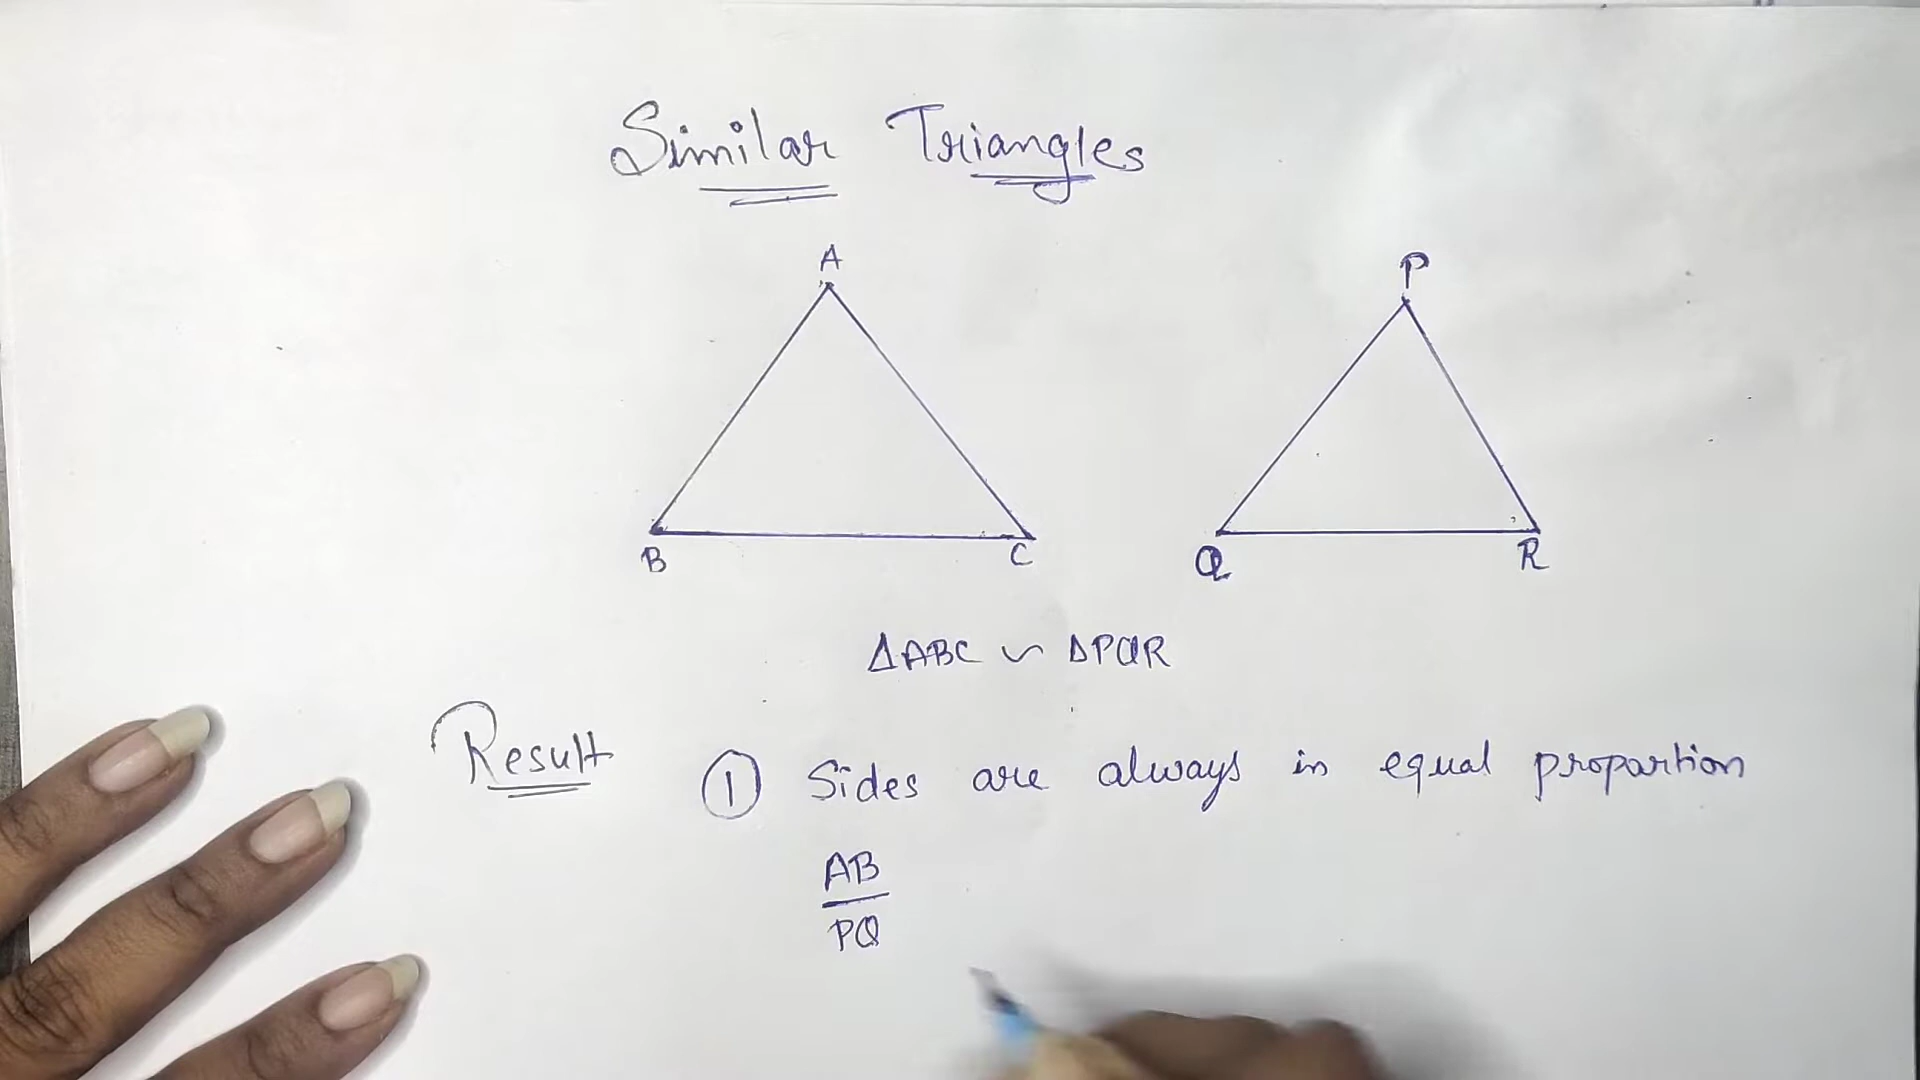 Similar Triangles
A
P
B
C
Q
R
ΔABC ∽ ΔPQR
Result ① Sides are always in equal proportion
AB
PQ